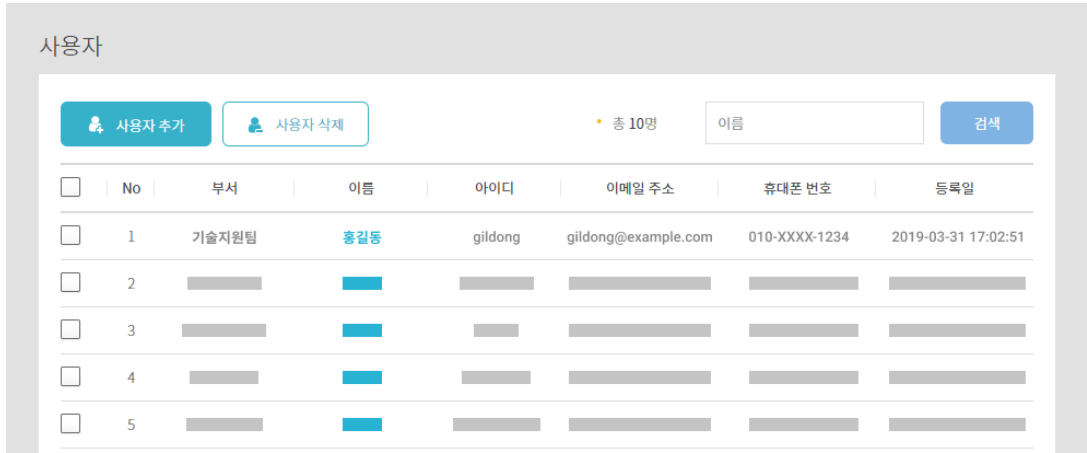 사용자
사용자 추가 사용자 삭제 • 총 10명 이름 검색
No 부서 이름 아이디 이메일 주소 휴대폰 번호 등록일
1 기술지원팀 홍길동 gildong gildong@example.com 010-XXXX-1234 2019-03-31 17:02:51
2
3
4
5